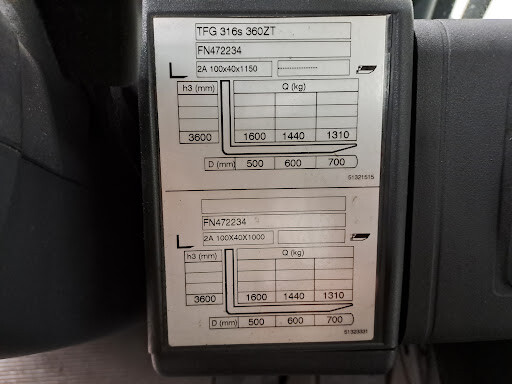 TFG 316s 360ZT
FN472234
2A 100x40x1150 --------------
h3 (mm) Q (kg)
3600 1600 1440 1310
D (mm) 500 600 700
51321515
FN472234
2A 100X40X1000
h3 (mm) Q (kg)
3600 1600 1440 1310
D (mm) 500 600 700